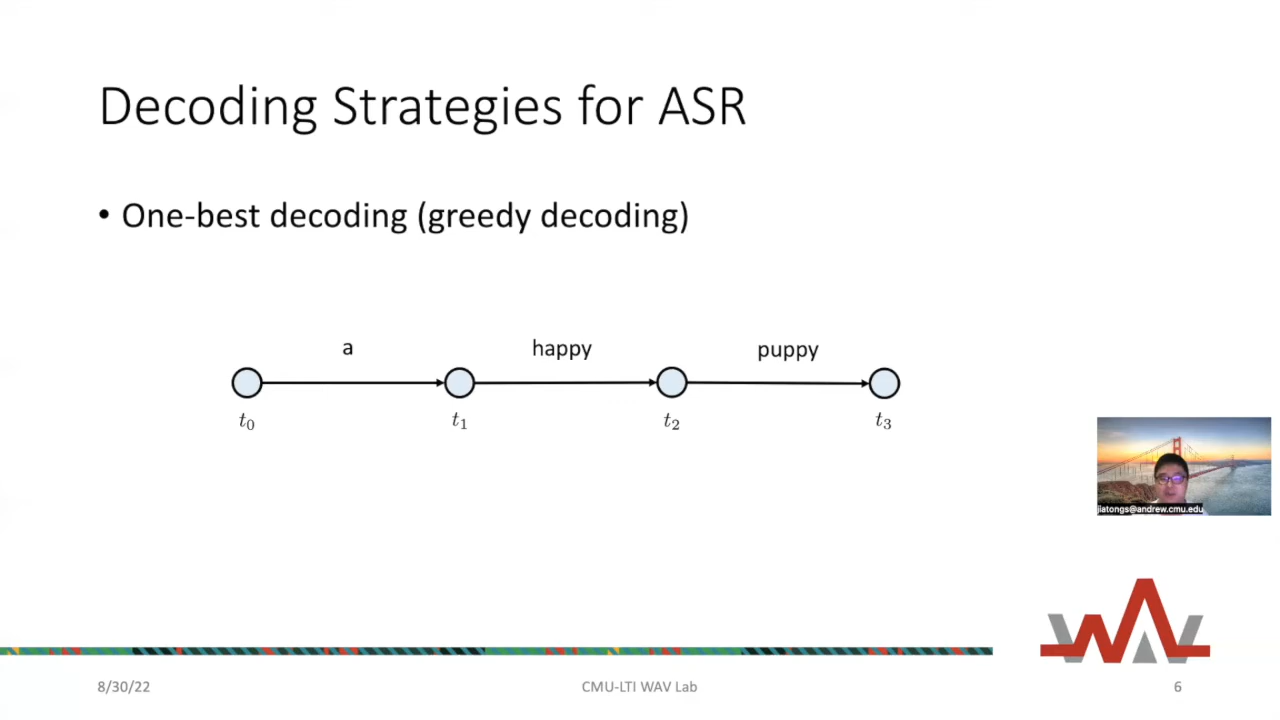 Decoding Strategies for ASR
• One-best decoding (greedy decoding)
a happy puppy
t₀ t₁ t₂ t₃
jiatongs@andrew.cmu.edu
WAV
8/30/22 CMU-LTI WAV Lab 6